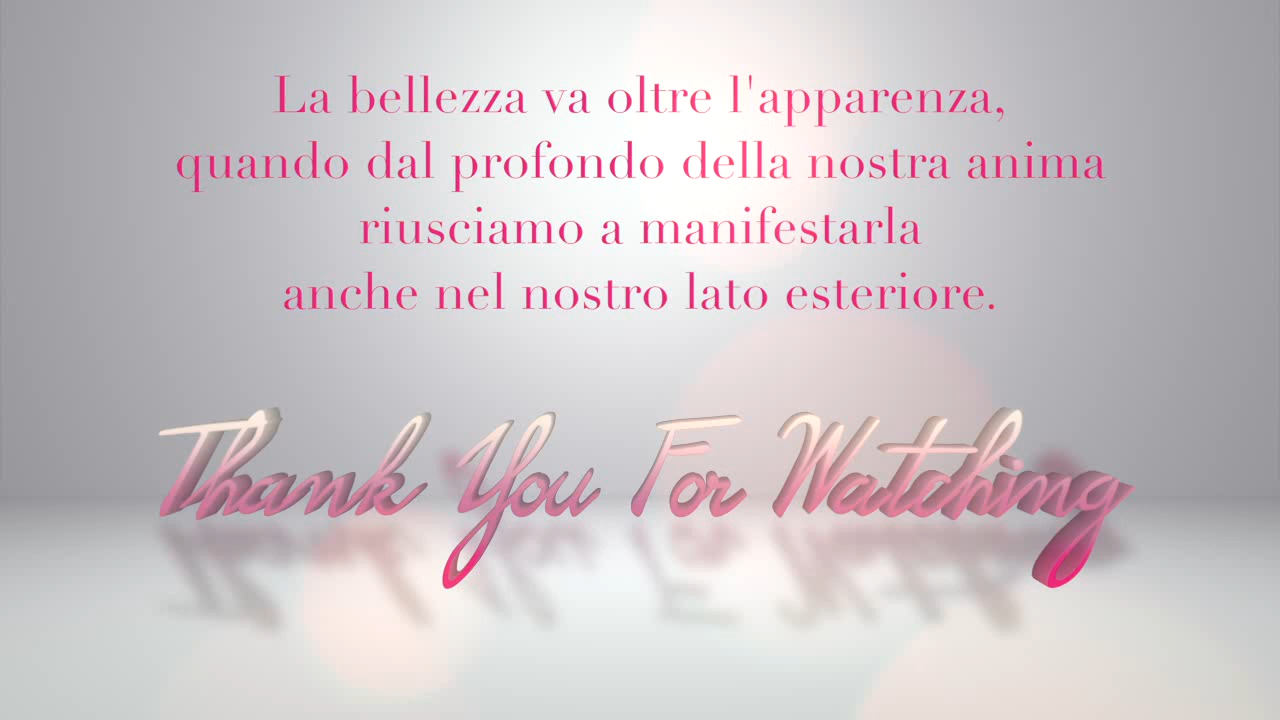 La bellezza va oltre l'apparenza,
quando dal profondo della nostra anima
riusciamo a manifestarla
anche nel nostro lato esteriore.
Thank You For Watching